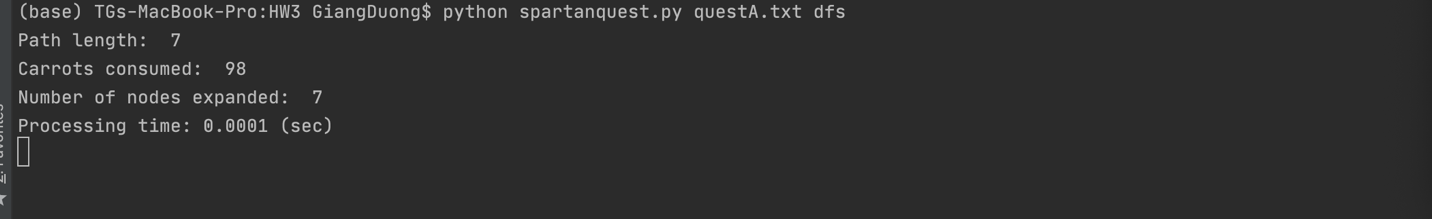 (base) TGs-MacBook-Pro:HW3 GiangDuong$ python spartanquest.py questA.txt dfs
Path length:  7
Carrots consumed:  98
Number of nodes expanded:  7
Processing time: 0.0001 (sec)